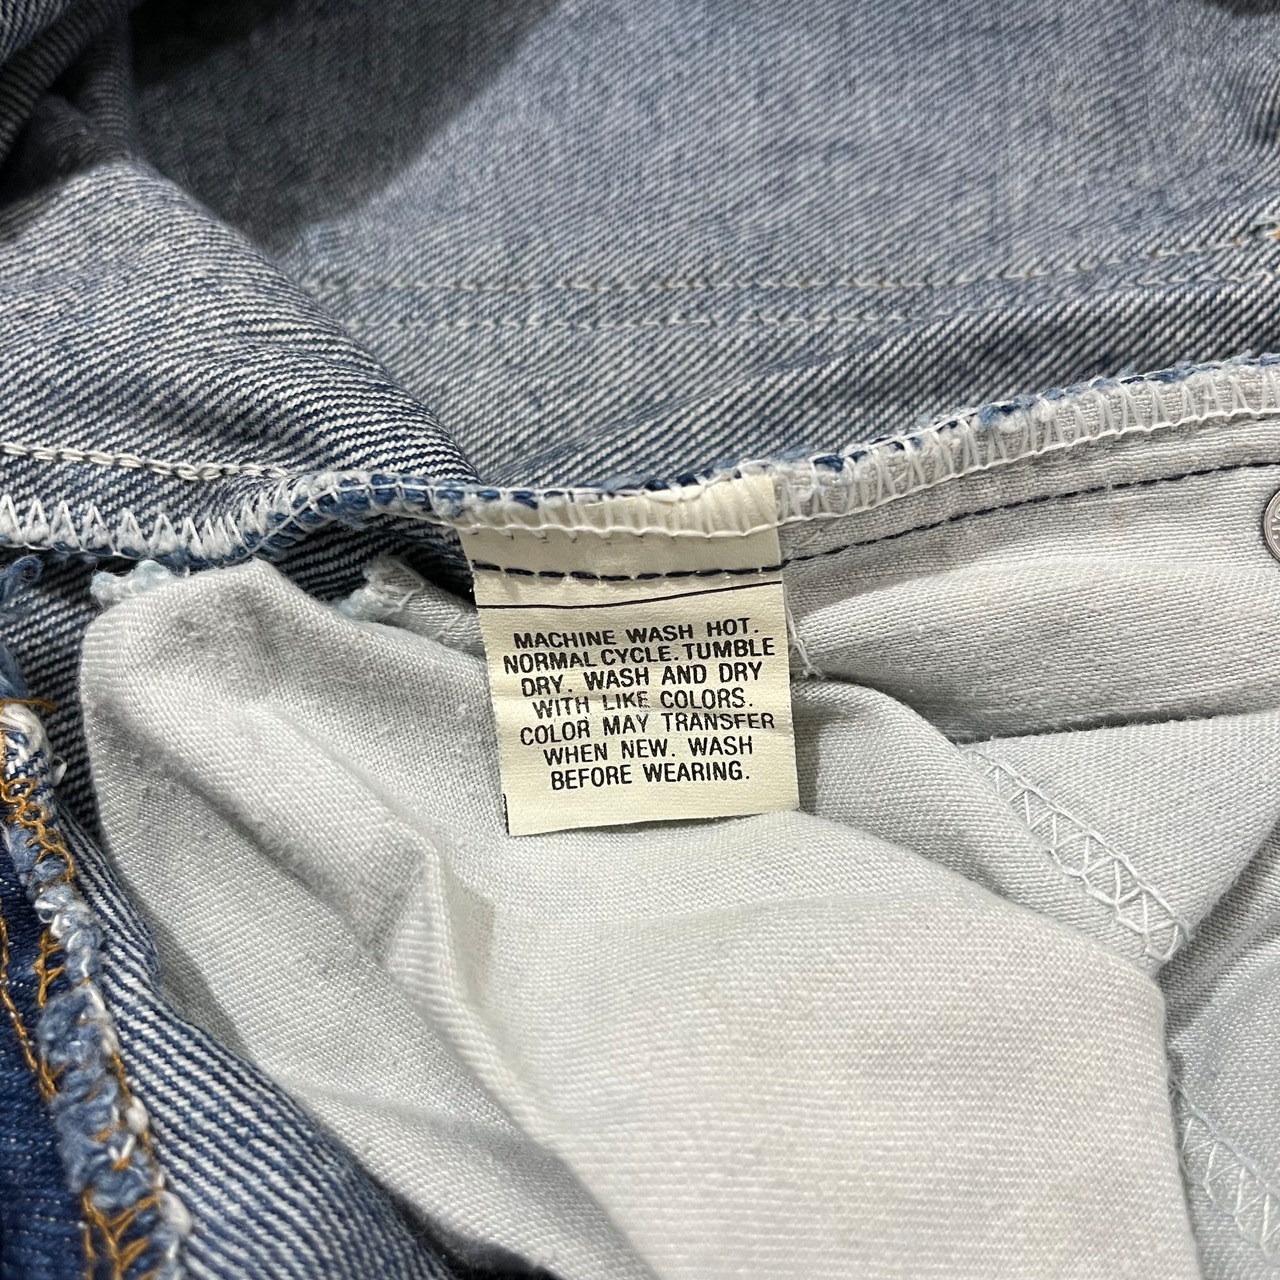 MACHINE WASH HOT.
NORMAL CYCLE. TUMBLE
DRY. WASH AND DRY
WITH LIKE COLORS.
COLOR MAY TRANSFER
WHEN NEW. WASH
BEFORE WEARING.